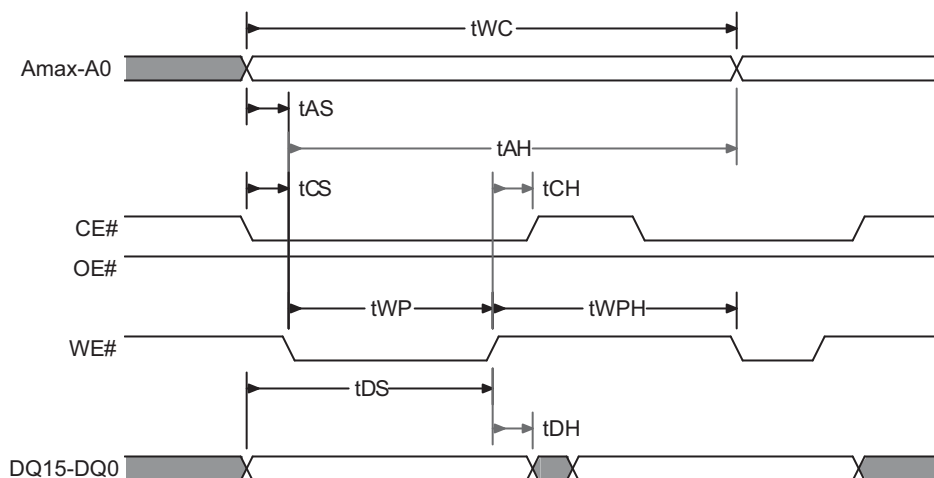 tWC
Amax-A0
tAS
tAH
tCS
tCH
CE#
OE#
tWP
tWPH
WE#
tDS
tDH
DQ15-DQ0